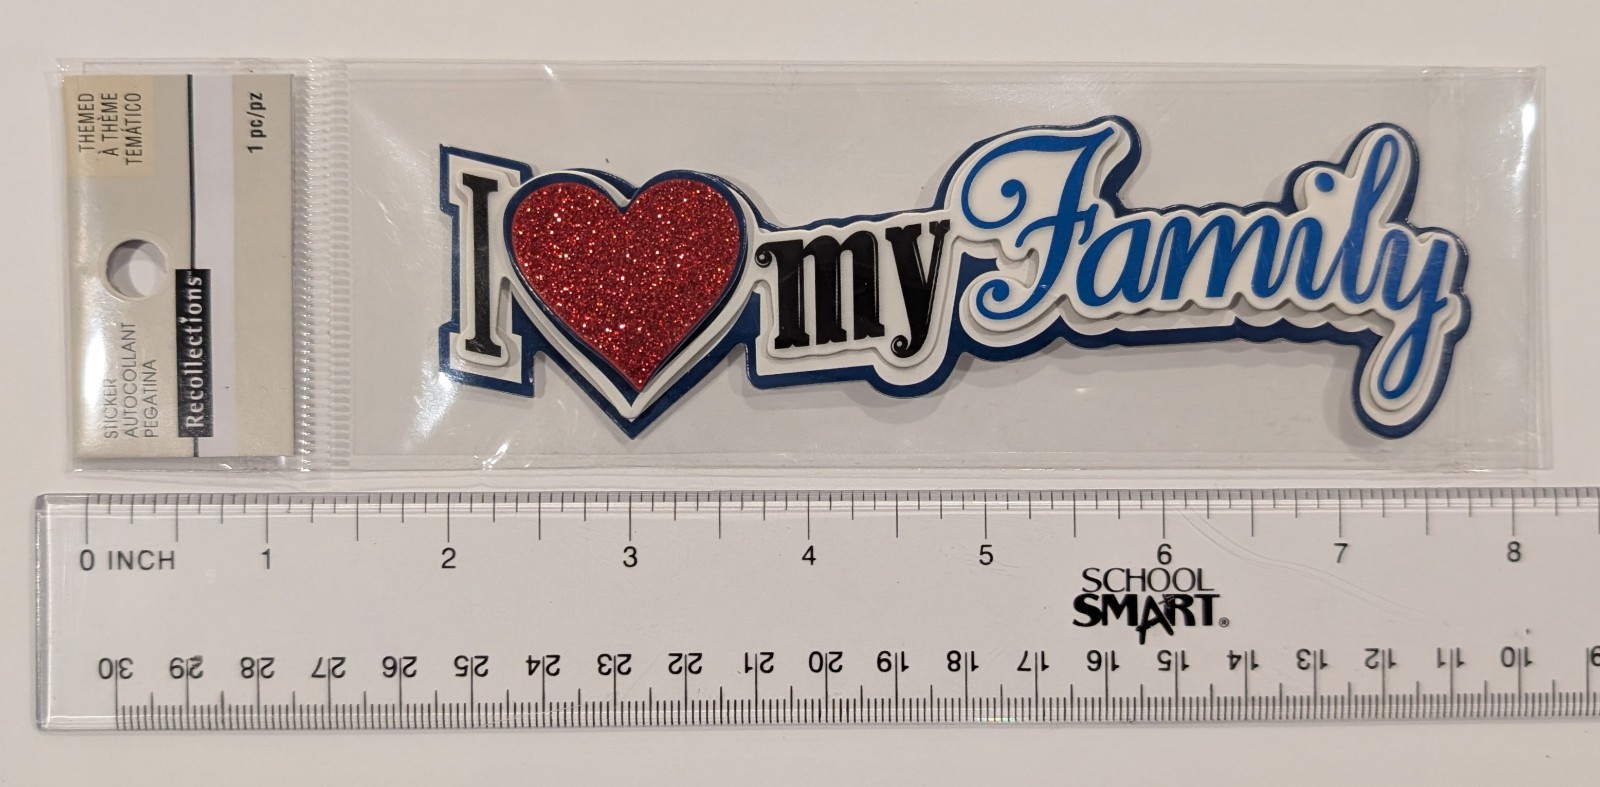 THEMED
À THÈME
TEMÁTICO
1 pc/pz
STICKER
AUTOCOLLANT
PEGATINA
Recollections™
I my Family
0 INCH 1 2 3 4 5 6 7 8
SCHOOL
SMART®
30 29 28 27 26 25 24 23 22 21 20 19 18 17 16 15 14 13 12 11 10 9